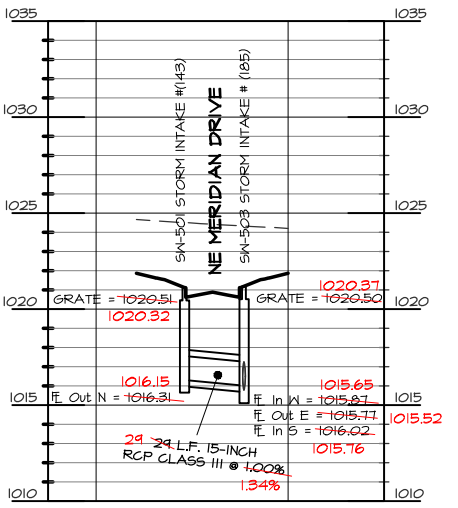 1035
1035
1030
1030
1025
1025
1020
1020
1015
1015
1010
1010
SW-501 STORM INTAKE #(143)
NE MERIDIAN DRIVE
SW-503 STORM INTAKE # (185)
GRATE = 1020.51
1020.32
1020.37
GRATE = 1020.50
1016.15
FL Out N = 1016.31
1015.65
FL In W = 1015.87
FL Out E = 1015.77 1015.52
FL In S = 1016.02
1015.76
29 29 L.F. 15-INCH
RCP CLASS III @ 1.00%
1.34%